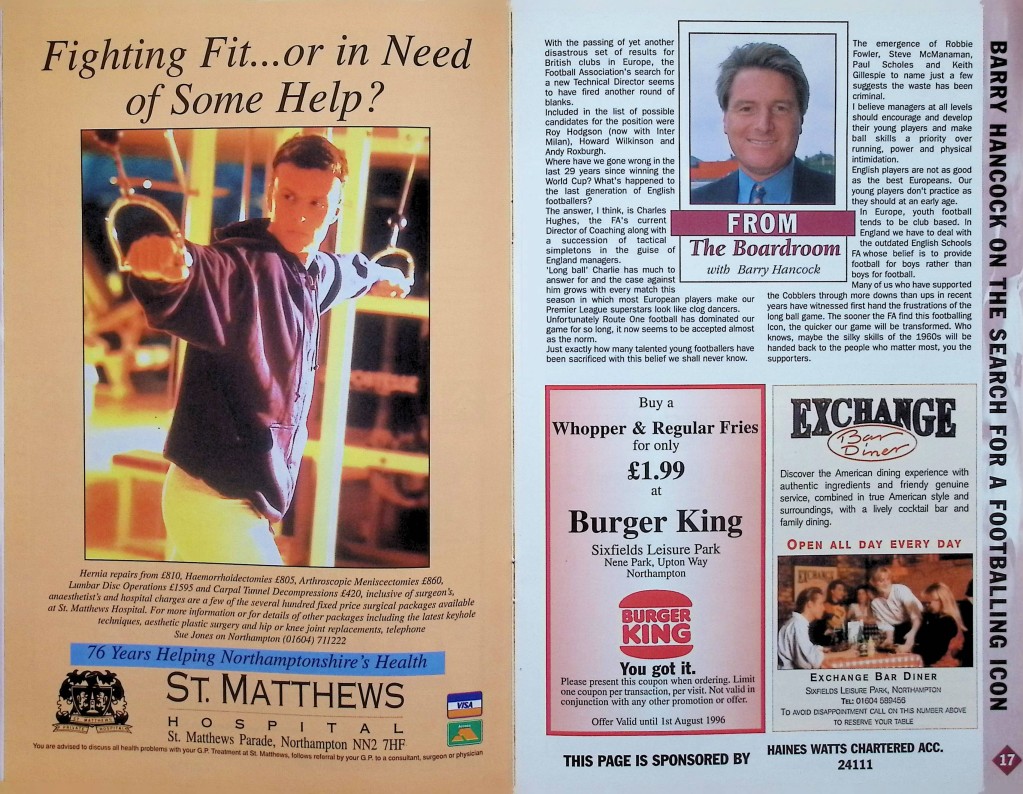 Fighting Fit...or in Need
of Some Help?
Hernia repairs from £810, Haemorrhoidectomies £805, Arthroscopic Meniscectomies £860,
Lumbar Disc Operations £1595 and Carpal Tunnel Decompressions £420, inclusive of surgeon's,
anaesthetist's and hospital charges are a few of the several hundred fixed price surgical packages available
at St. Matthews Hospital. For more information or for details of other packages including the latest keyhole
techniques, aesthetic plastic surgery and hip or knee joint replacements, telephone
Sue Jones on Northampton (01604) 711222
76 Years Helping Northamptonshire's Health
ST. MATTHEWS
HOSPITAL
St. Matthews Parade, Northampton NN2 7HF
ST. MATTHEWS
PRIVATE HOSPITAL
VISA
You are advised to discuss all health problems with your G.P. Treatment at St. Matthews, follows referral by your G.P. to a consultant, surgeon or physician
With the passing of yet another
disastrous set of results for
British clubs in Europe, the
Football Association's search for
a new Technical Director seems
to have fired another round of
blanks.
Included in the list of possible
candidates for the position were
Roy Hodgson (now with Inter
Milan), Howard Wilkinson and
Andy Roxburgh.
Where have we gone wrong in the
last 29 years since winning the
World Cup? What's happened to
the last generation of English
footballers?
The answer, I think, is Charles
Hughes, the FA's current
Director of Coaching along with
a succession of tactical
simpletons in the guise of
England managers.
'Long ball' Charlie has much to
answer for and the case against
him grows with every match this
season in which most European players make our
Premier League superstars look like clog dancers.
Unfortunately Route One football has dominated our
game for so long, it now seems to be accepted almost
as the norm.
Just exactly how many talented young footballers have
been sacrificed with this belief we shall never know.
FROM
The Boardroom
with Barry Hancock
The emergence of Robbie
Fowler, Steve McManaman,
Paul Scholes and Keith
Gillespie to name just a few
suggests the waste has been
criminal.
I believe managers at all levels
should encourage and develop
their young players and make
ball skills a priority over
running, power and physical
intimidation.
English players are not as good
as the best Europeans. Our
young players don't practice as
they should at an early age.
In Europe, youth football
tends to be club based. In
England we have to deal with
the outdated English Schools
FA whose belief is to provide
football for boys rather than
boys for football.
Many of us who have supported
the Cobblers through more downs than ups in recent
years have witnessed first hand the frustrations of the
long ball game. The sooner the FA find this footballing
Icon, the quicker our game will be transformed. Who
knows, maybe the silky skills of the 1960s will be
handed back to the people who matter most, you the
supporters.
Buy a
Whopper & Regular Fries
for only
£1.99
at
Burger King
Sixfields Leisure Park
Nene Park, Upton Way
Northampton
BURGER
KING
You got it.
Please present this coupon when ordering. Limit
one coupon per transaction, per visit. Not valid in
conjunction with any other promotion or offer.
Offer Valid until 1st August 1996
EXCHANGE
Bar
Diner
Discover the American dining experience with
authentic ingredients and friendy genuine
service, combined in true American style and
surroundings, with a lively cocktail bar and
family dining.
OPEN ALL DAY EVERY DAY
EXCHANGE
EXCHANGE BAR DINER
SIXFIELDS LEISURE PARK, NORTHAMPTON
TEL: 01604 589456
TO AVOID DISAPPOINTMENT CALL ON THIS NUMBER ABOVE
TO RESERVE YOUR TABLE
THIS PAGE IS SPONSORED BY
HAINES WATTS CHARTERED ACC.
24111
BARRY HANCOCK ON THE SEARCH FOR A FOOTBALLING ICON
17